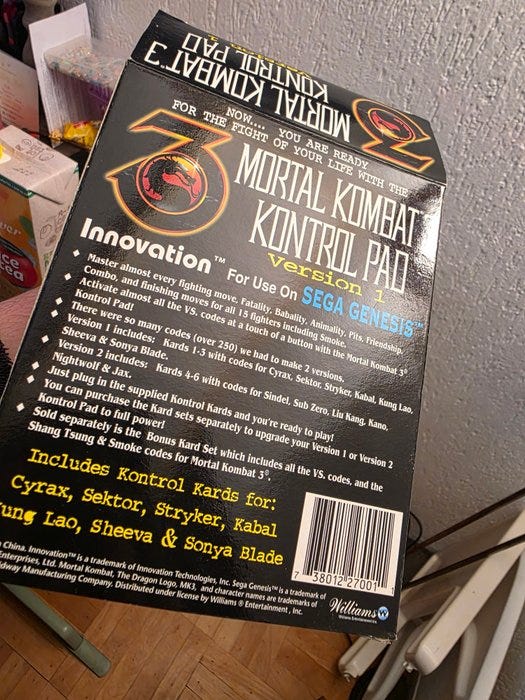 MORTAL KOMBAT™ 3
KONTROL PAD
Version 1
NOW.... YOU ARE READY
FOR THE FIGHT OF YOUR LIFE WITH THE
MORTAL KOMBAT
KONTROL PAD
Version 1
Innovation™ For Use On SEGA GENESIS™
Master almost every fighting move, Fatality, Babality, Animality, Pits, Friendship,
Combo, and finishing moves for all 15 fighters including Smoke.
Activate almost all the VS. codes at a touch of a button with the Mortal Kombat 3®
Kontrol Pad!
There were so many codes (over 250) we had to make 2 versions.
Version 1 includes: Kards 1-3 with codes for Cyrax, Sektor, Stryker, Kabal, Kung Lao,
Sheeva & Sonya Blade.
Version 2 includes: Kards 4-6 with codes for Sindel, Sub Zero, Liu Kang, Kano,
Nightwolf & Jax.
Just plug in the supplied Kontrol Kards and you're ready to play!
You can purchase the Kard sets separately to upgrade your Version 1 or Version 2
Kontrol Pad to full power!
Sold separately is the Bonus Kard Set which includes all the VS. codes, and the
Shang Tsung & Smoke codes for Mortal Kombat 3®.
Includes Kontrol Kards for:
Cyrax, Sektor, Stryker, Kabal
ung Lao, Sheeva & Sonya Blade
7 38012 27001 1
China. Innovation™ is a trademark of Innovation Technologies, Inc. Sega Genesis™ is a trademark of
Enterprises, Ltd. Mortal Kombat, The Dragon Logo, MK3, and character names are trademarks of
dway Manufacturing Company. Distributed under license by Williams® Entertainment, Inc.
Williams